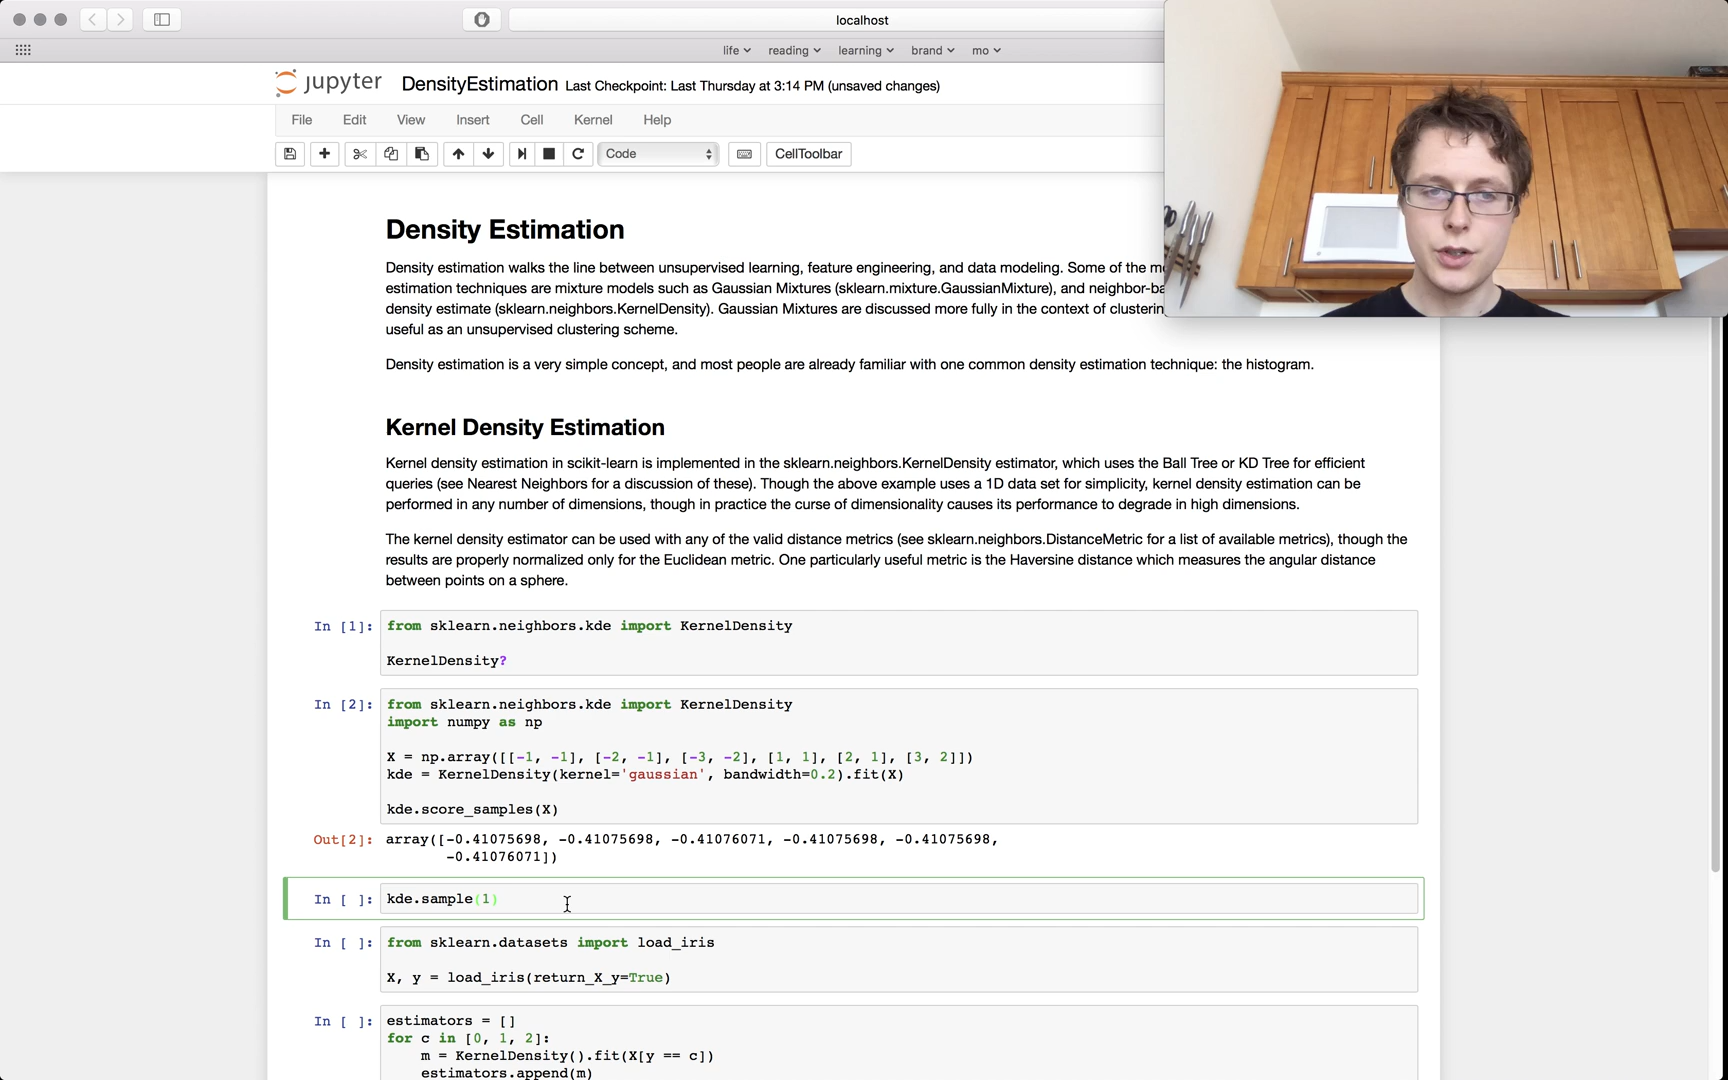 localhost
life reading learning brand mo
jupyter DensityEstimation Last Checkpoint: Last Thursday at 3:14 PM (unsaved changes)
File Edit View Insert Cell Kernel Help
Code CellToolbar
Density Estimation
Density estimation walks the line between unsupervised learning, feature engineering, and data modeling. Some of the
estimation techniques are mixture models such as Gaussian Mixtures (sklearn.mixture.GaussianMixture), and
density estimate (sklearn.neighbors.KernelDensity). Gaussian Mixtures are discussed more fully in the context of
useful as an unsupervised clustering scheme.
Density estimation is a very simple concept, and most people are already familiar with one common density estimation technique: the histogram.
Kernel Density Estimation
Kernel density estimation in scikit-learn is implemented in the sklearn.neighbors.KernelDensity estimator, which uses the Ball Tree or KD Tree for efficient
queries (see Nearest Neighbors for a discussion of these). Though the above example uses a 1D data set for simplicity, kernel density estimation can be
performed in any number of dimensions, though in practice the curse of dimensionality causes its performance to degrade in high dimensions.
The kernel density estimator can be used with any of the valid distance metrics (see sklearn.neighbors.DistanceMetric for a list of available metrics), though the
results are properly normalized only for the Euclidean metric. One particularly useful metric is the Haversine distance which measures the angular distance
between points on a sphere.
In [1]: from sklearn.neighbors.kde import KernelDensity
KernelDensity?
In [2]: from sklearn.neighbors.kde import KernelDensity
import numpy as np
X = np.array([[-1, -1], [-2, -1], [-3, -2], [1, 1], [2, 1], [3, 2]])
kde = KernelDensity(kernel='gaussian', bandwidth=0.2).fit(X)
kde.score_samples(X)
Out[2]: array([-0.41075698, -0.41075698, -0.41076071, -0.41075698, -0.41075698,
-0.41076071])
In [ ]: kde.sample(1)
In [ ]: from sklearn.datasets import load_iris
X, y = load_iris(return_X_y=True)
In [ ]: estimators = []
for c in [0, 1, 2]:
m = KernelDensity().fit(X[y == c])
estimators.append(m)